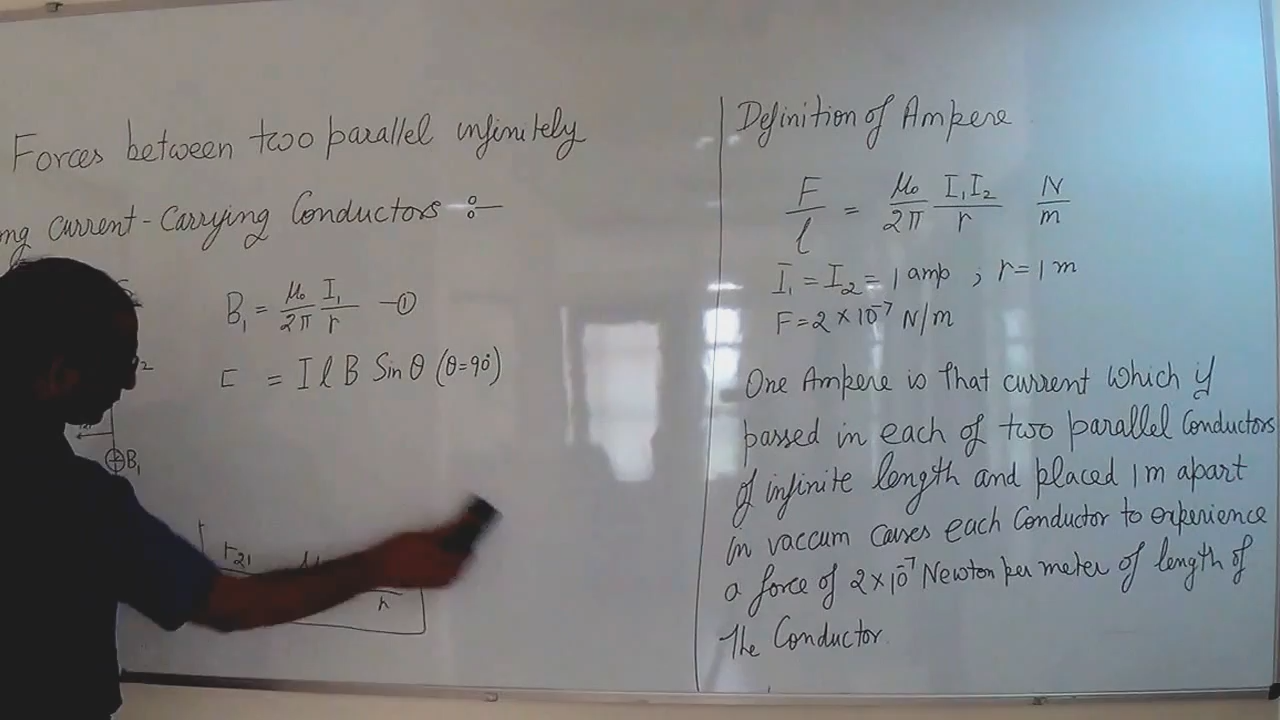 Forces between two parallel infinitely
ng current-Carrying Conductors :-
B₁ = μ₀/2π I₁/r —①
= I l B Sin θ (θ=90°)
2
B₁
r
F₂₁
r
Definition of Ampere
F/l = μ₀/2π I₁I₂/r N/m
I₁ = I₂ = 1 amp ; r = 1 m
F = 2 × 10⁻⁷ N/m
One Ampere is that current which if
passed in each of two parallel Conductors
of infinite length and placed 1m apart
in vaccum causes each Conductor to experience
a force of 2×10⁻⁷ Newton per meter of length of
the Conductor.